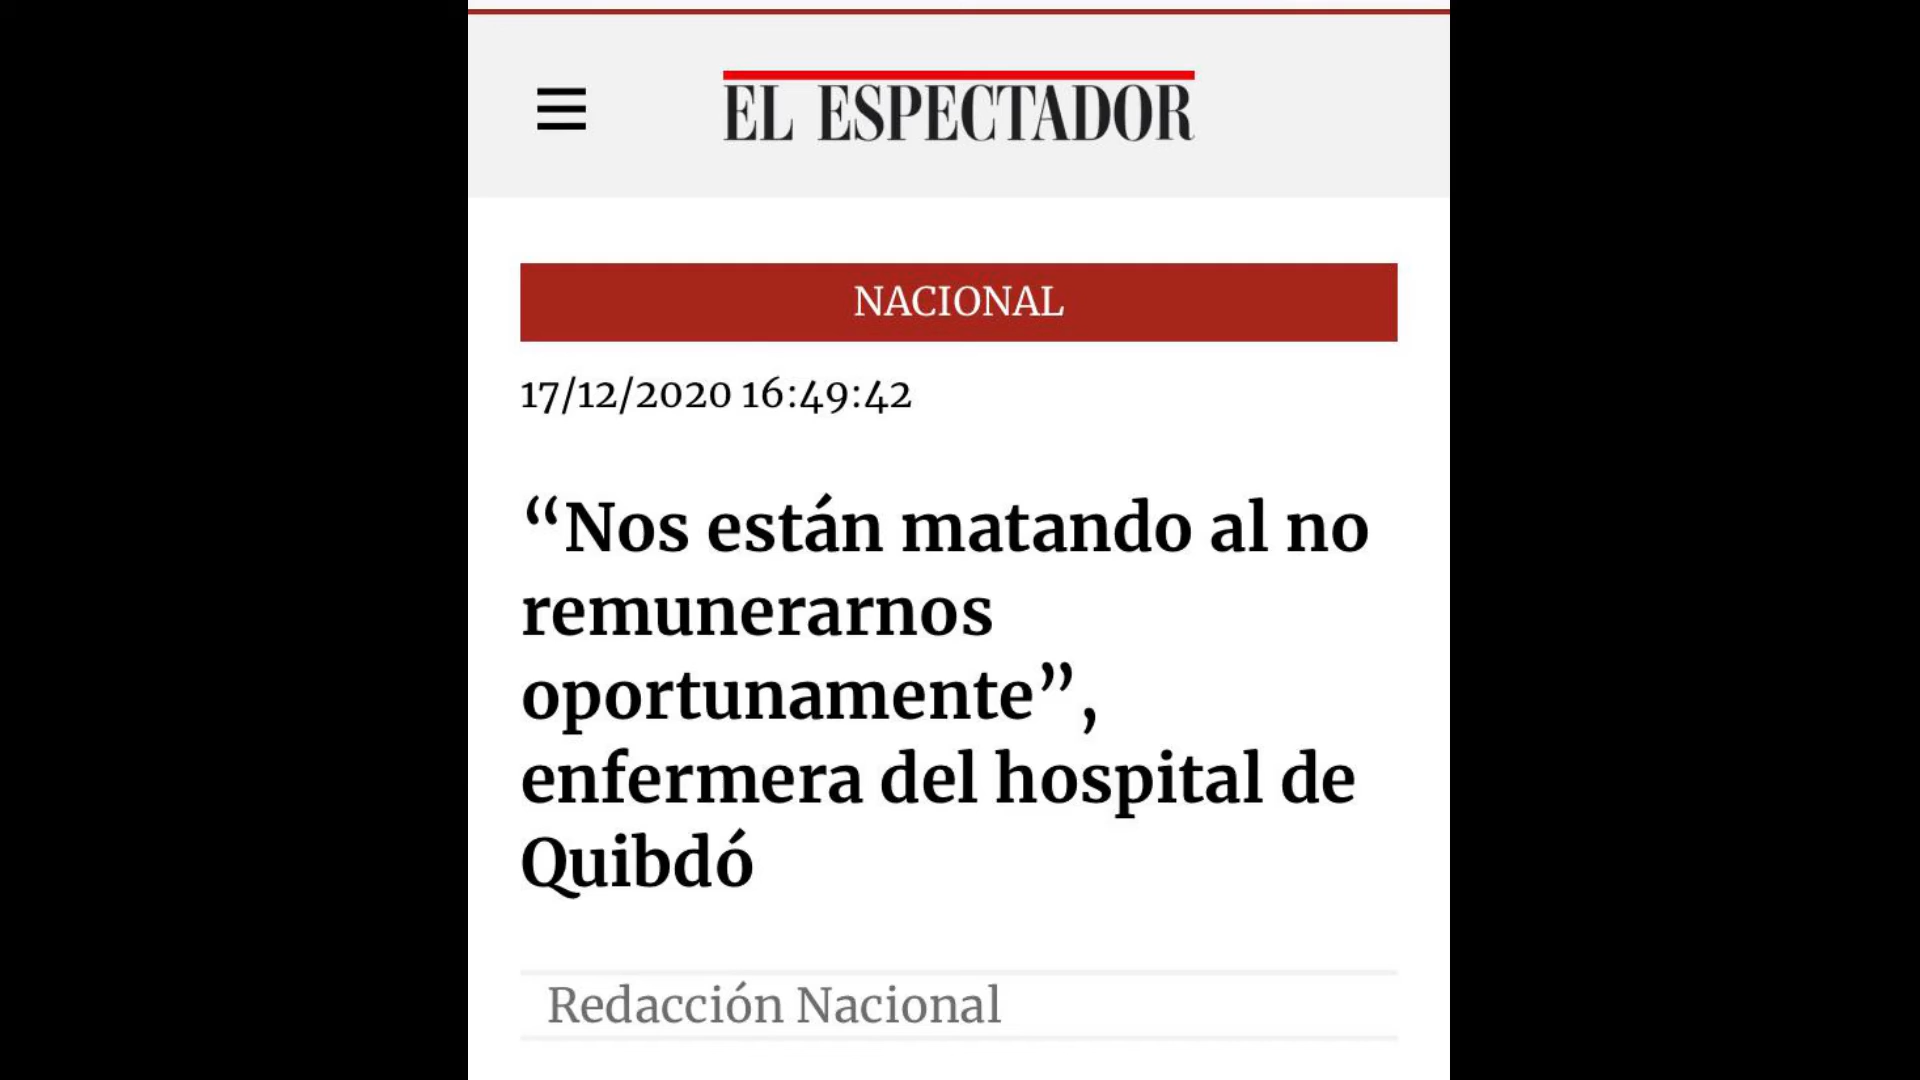 EL ESPECTADOR
NACIONAL
17/12/2020 16:49:42
“Nos están matando al no
remunerarnos
oportunamente”,
enfermera del hospital de
Quibdó
Redacción Nacional